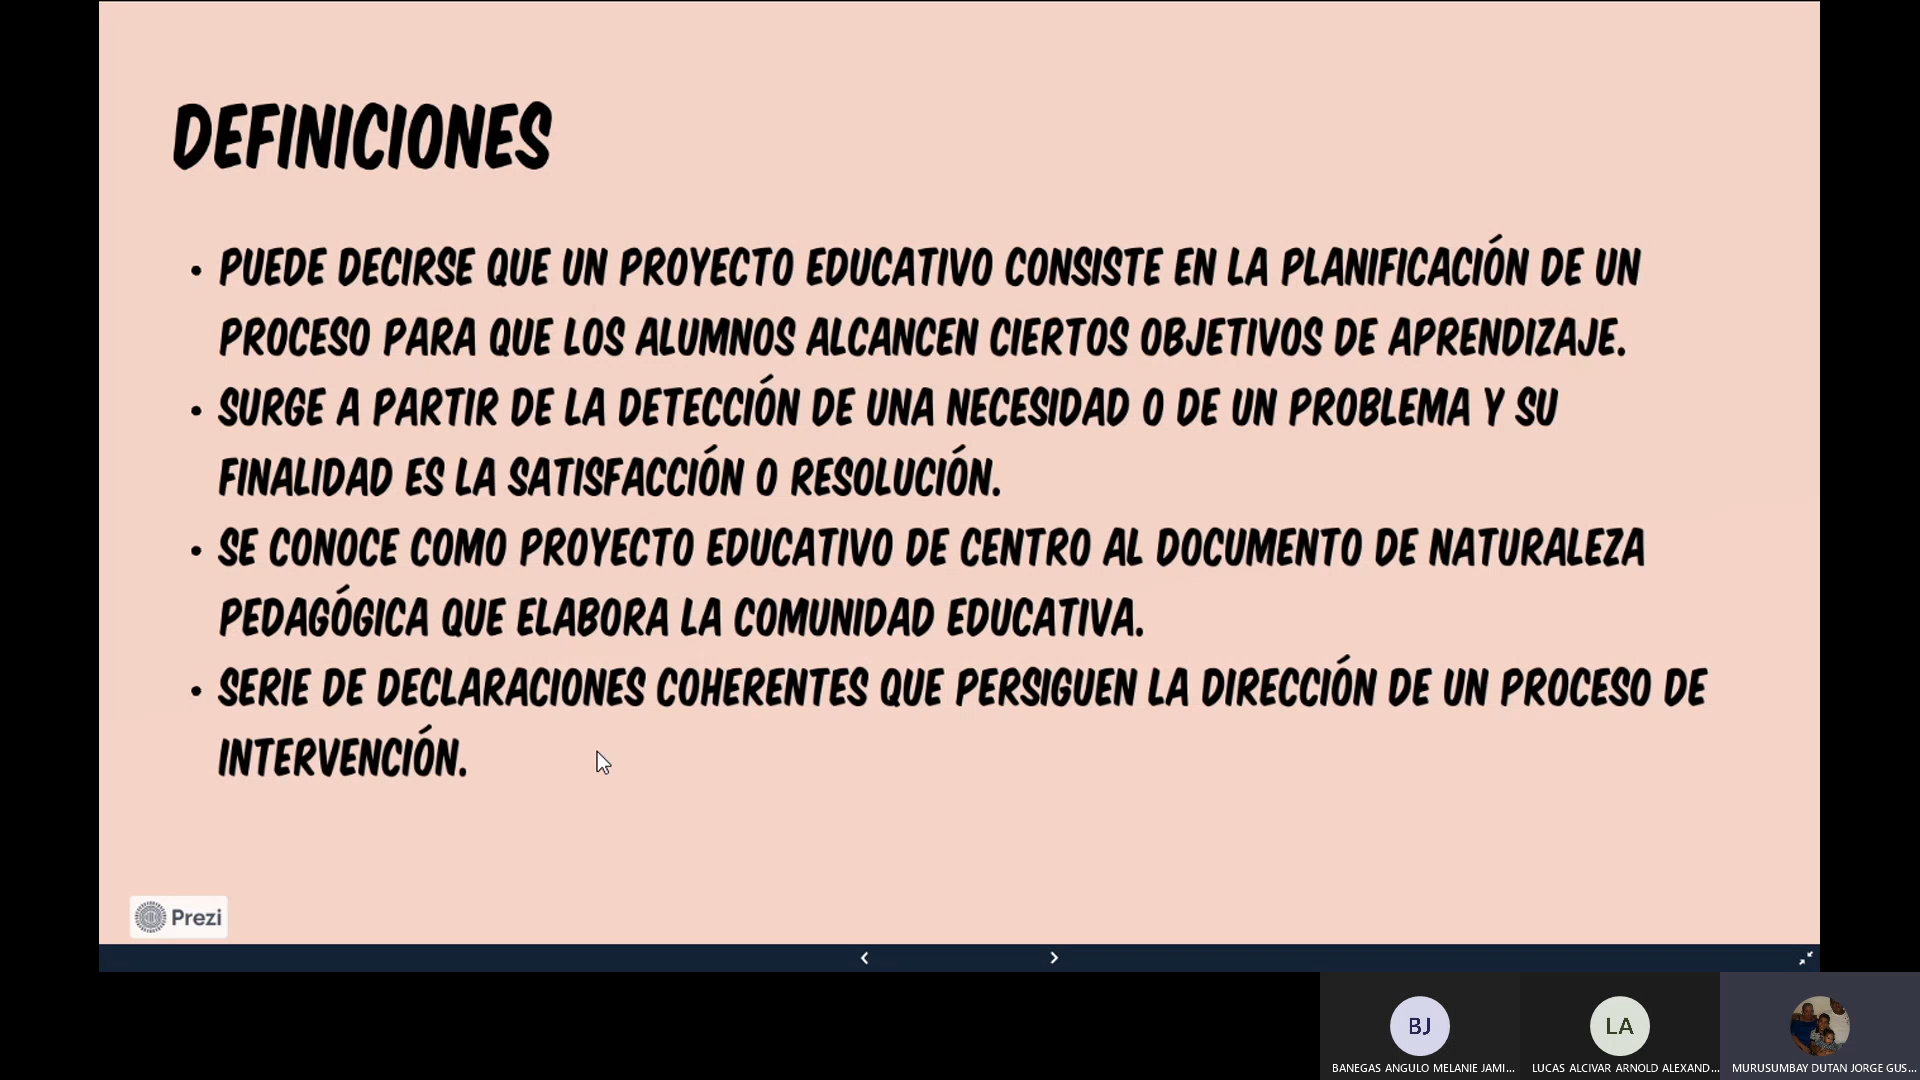 DEFINICIONES
• PUEDE DECIRSE QUE UN PROYECTO EDUCATIVO CONSISTE EN LA PLANIFICACIÓN DE UN
PROCESO PARA QUE LOS ALUMNOS ALCANCEN CIERTOS OBJETIVOS DE APRENDIZAJE.
• SURGE A PARTIR DE LA DETECCIÓN DE UNA NECESIDAD O DE UN PROBLEMA Y SU
FINALIDAD ES LA SATISFACCIÓN O RESOLUCIÓN.
• SE CONOCE COMO PROYECTO EDUCATIVO DE CENTRO AL DOCUMENTO DE NATURALEZA
PEDAGÓGICA QUE ELABORA LA COMUNIDAD EDUCATIVA.
• SERIE DE DECLARACIONES COHERENTES QUE PERSIGUEN LA DIRECCIÓN DE UN PROCESO DE
INTERVENCIÓN.
Prezi
BJ
LA
BANEGAS ANGULO MELANIE JAMI...
LUCAS ALCIVAR ARNOLD ALEXAND...
MURUSUMBAY DUTAN JORGE GUS...